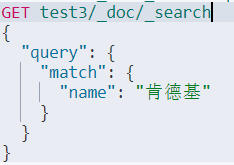 GET test3/_doc/_search
{
  "query": {
    "match": {
      "name": "肯德基"
    }
  }
}